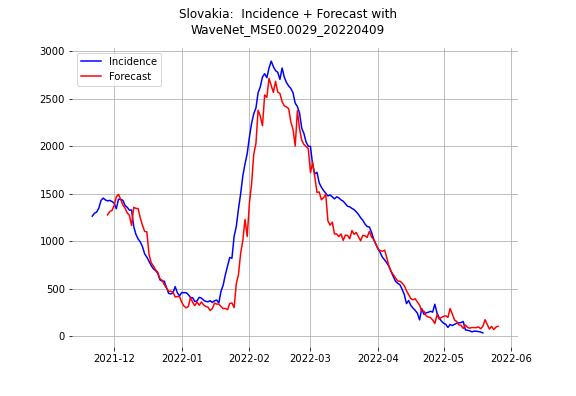 Slovakia:  Incidence + Forecast with
WaveNet_MSE0.0029_20220409
Incidence
Forecast
3000
2500
2000
1500
1000
500
0
2021-12 2022-01 2022-02 2022-03 2022-04 2022-05 2022-06